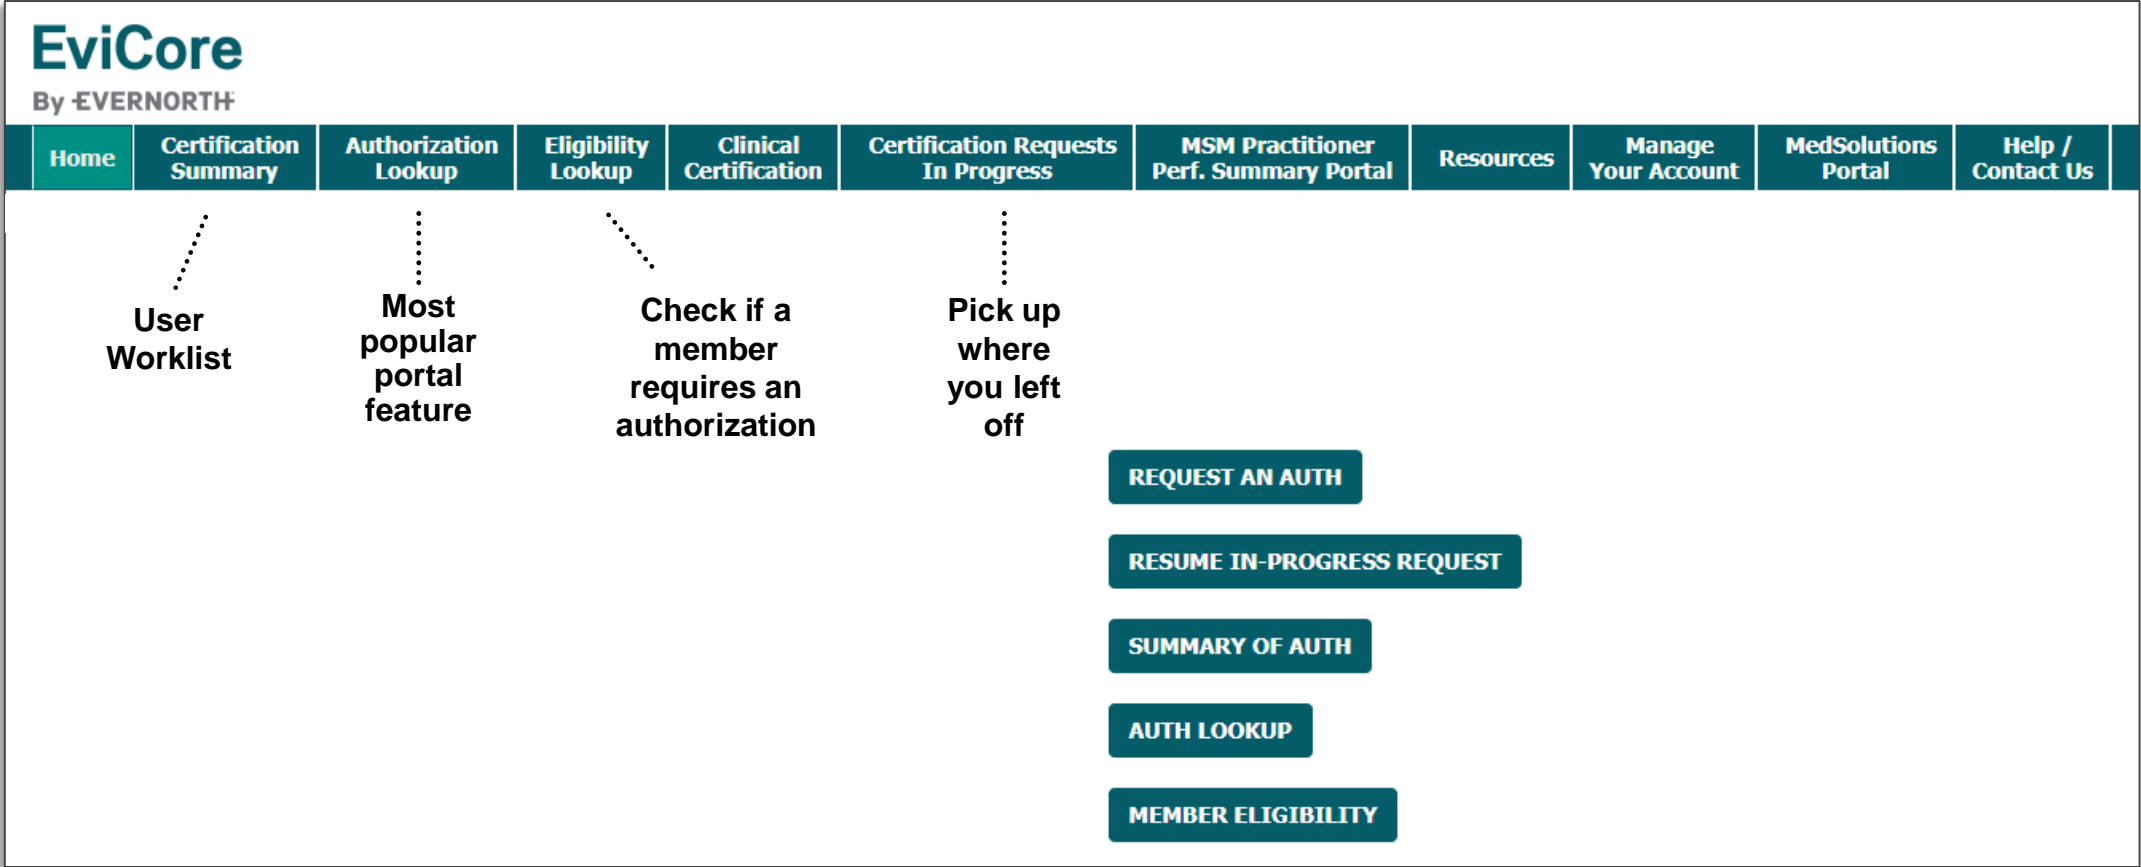 EviCore
By EVERNORTH
Home
Certification
Summary
Authorization
Lookup
Eligibility
Lookup
Clinical
Certification
Certification Requests
In Progress
MSM Practitioner
Perf. Summary Portal
Resources
Manage
Your Account
MedSolutions
Portal
Help /
Contact Us
User
Worklist
Most
popular
portal
feature
Check if a
member
requires an
authorization
Pick up
where
you left
off
REQUEST AN AUTH
RESUME IN-PROGRESS REQUEST
SUMMARY OF AUTH
AUTH LOOKUP
MEMBER ELIGIBILITY